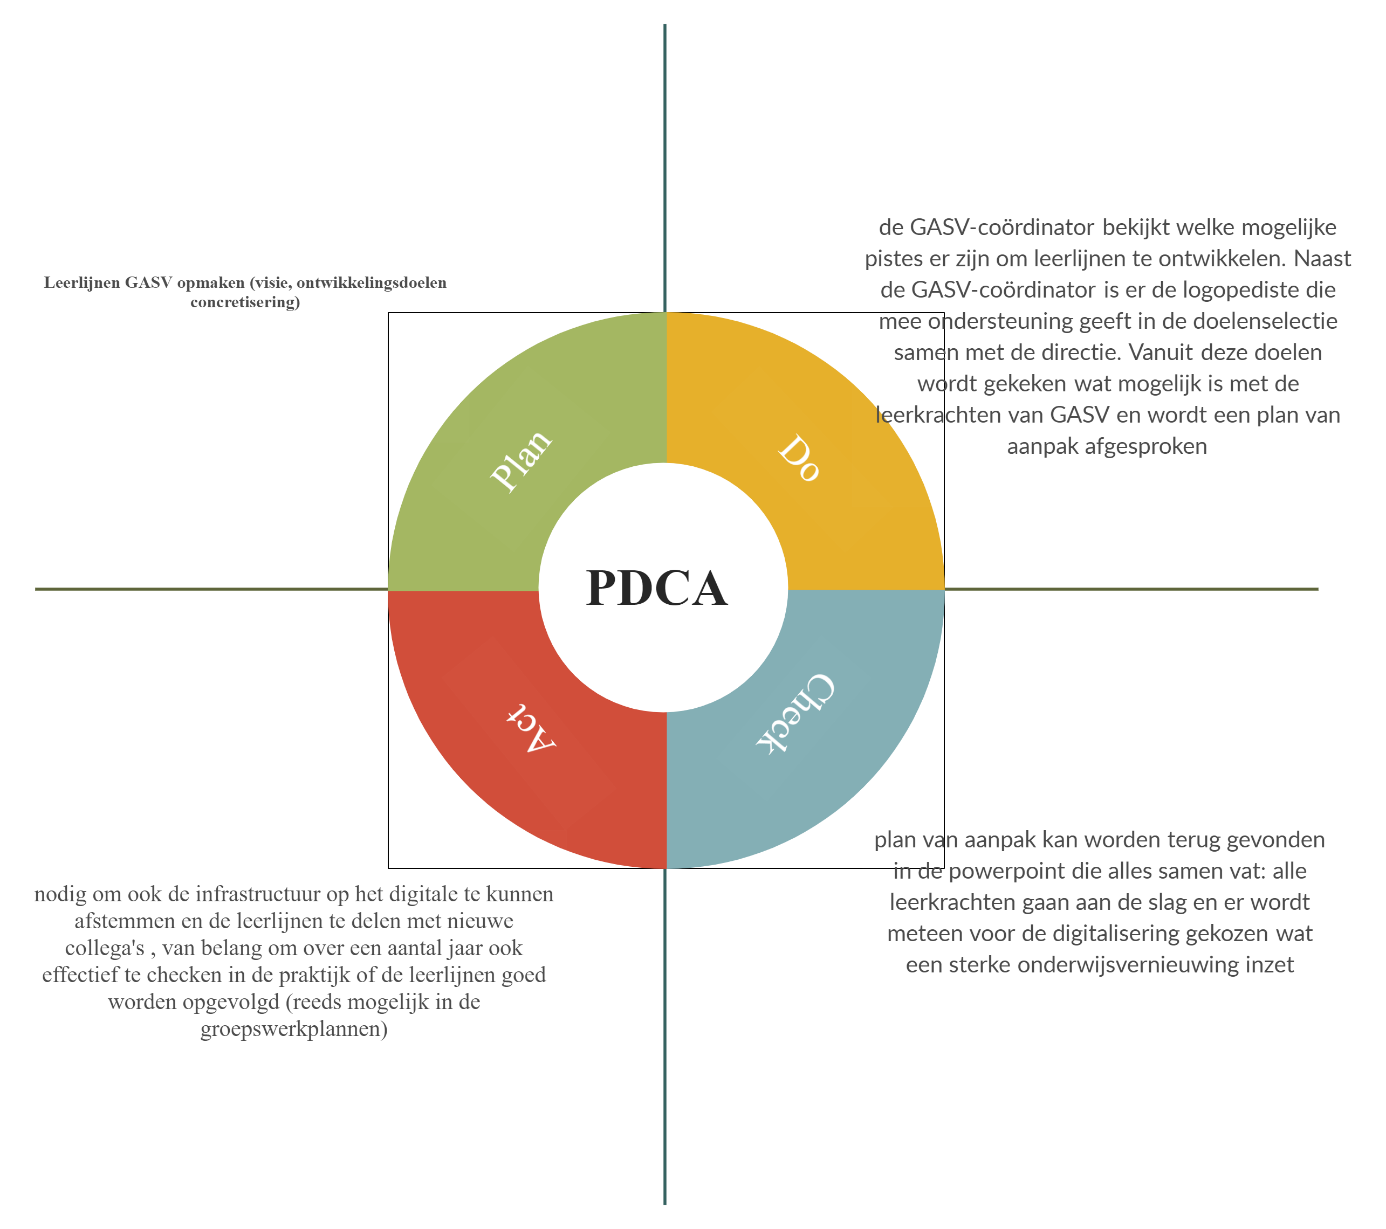 Leerlijnen GASV opmaken (visie, ontwikkelingsdoelen
concretisering)
de GASV-coördinator bekijkt welke mogelijke
pistes er zijn om leerlijnen te ontwikkelen. Naast
de GASV-coördinator is er de logopediste die
mee ondersteuning geeft in de doelenselectie
samen met de directie. Vanuit deze doelen
wordt gekeken wat mogelijk is met de
leerkrachten van GASV en wordt een plan van
aanpak afgesproken
Plan
Do
PDCA
Act
Check
nodig om ook de infrastructuur op het digitale te kunnen
afstemmen en de leerlijnen te delen met nieuwe
collega's , van belang om over een aantal jaar ook
effectief te checken in de praktijk of de leerlijnen goed
worden opgevolgd (reeds mogelijk in de
groepswerkplannen)
plan van aanpak kan worden terug gevonden
in de powerpoint die alles samen vat: alle
leerkrachten gaan aan de slag en er wordt
meteen voor de digitalisering gekozen wat
een sterke onderwijsvernieuwing inzet